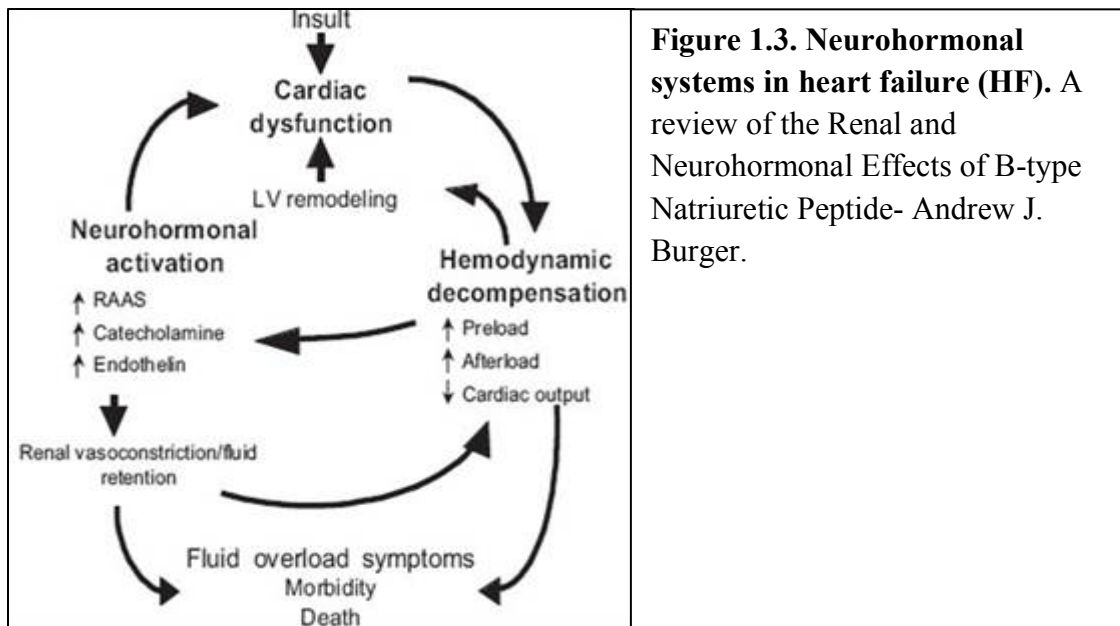 Insult
Cardiac
dysfunction
LV remodeling
Neurohormonal
activation
↑ RAAS
↑ Catecholamine
↑ Endothelin
Hemodynamic
decompensation
↑ Preload
↑ Afterload
↓ Cardiac output
Renal vasoconstriction/fluid
retention
Fluid overload symptoms
Morbidity
Death
Figure 1.3. Neurohormonal
systems in heart failure (HF). A
review of the Renal and
Neurohormonal Effects of B-type
Natriuretic Peptide- Andrew J.
Burger.